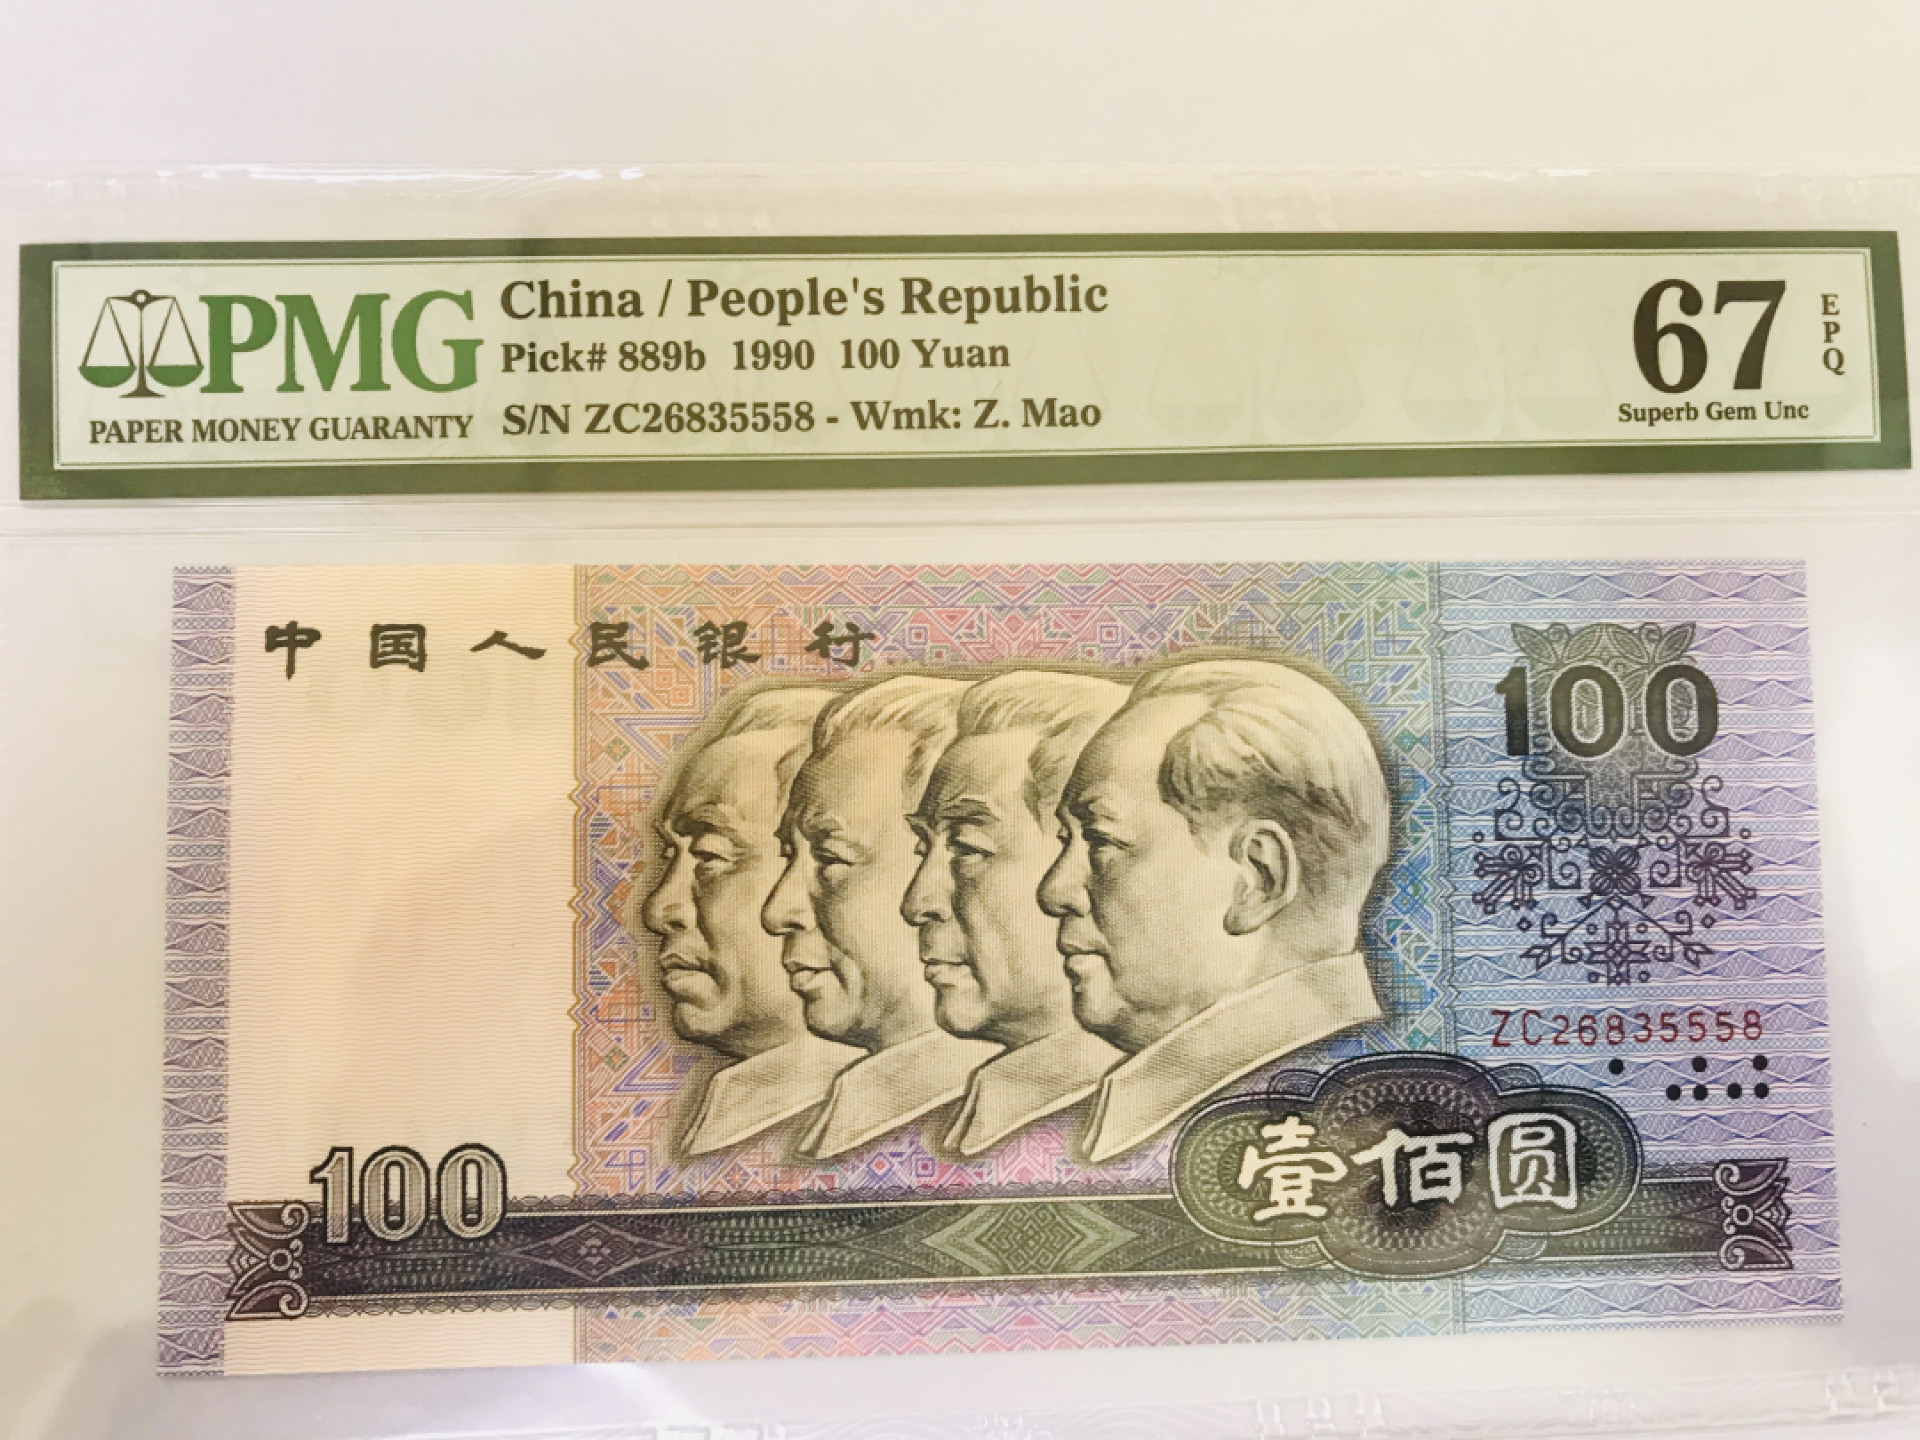 PMG
PAPER MONEY GUARANTY
China / People's Republic
Pick# 889b 1990 100 Yuan
S/N ZC26835558 - Wmk: Z. Mao
67
EPQ
Superb Gem Unc
中国人民银行
100
ZC26835558
100
壹佰圆